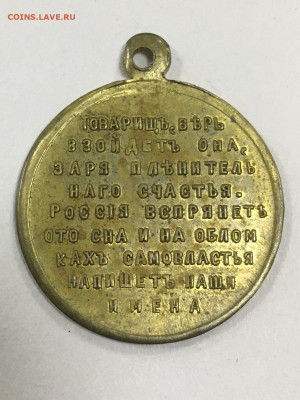 COINS.LAVE.RU
ТОВАРИЩЪ, ВѢРЬ
ВЗОЙДЕТЪ ОНА,
ЗАРЯ ПЛѢНИТЕЛЬ
НАГО СЧАСТЬЯ.
РОССІЯ ВСПРЯНЕТЪ
ОТО СНА И НА ОБЛОМ
КАХЪ САМОВЛАСТЬЯ
НАПИШЕТЪ НАШИ
ИМЕНА